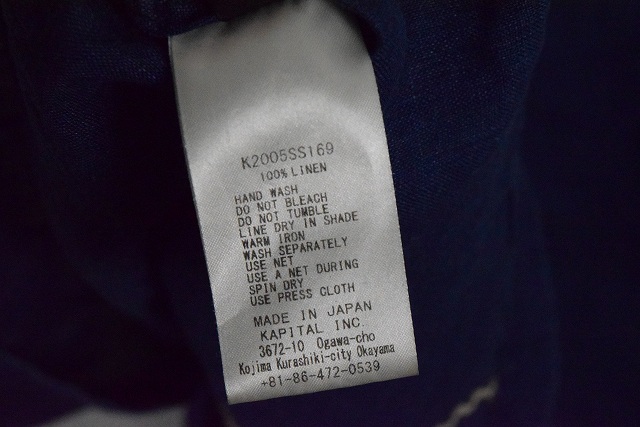 K2005SS169
100% LINEN
HAND WASH
DO NOT BLEACH
DO NOT TUMBLE
LINE DRY IN SHADE
WARM IRON
WASH SEPARATELY
USE NET
USE A NET DURING
SPIN DRY
USE PRESS CLOTH
MADE IN JAPAN
KAPITAL INC.
3672-10 Ogawa-cho
Kojima Kurashiki-city Okayama
+81-86-472-0539